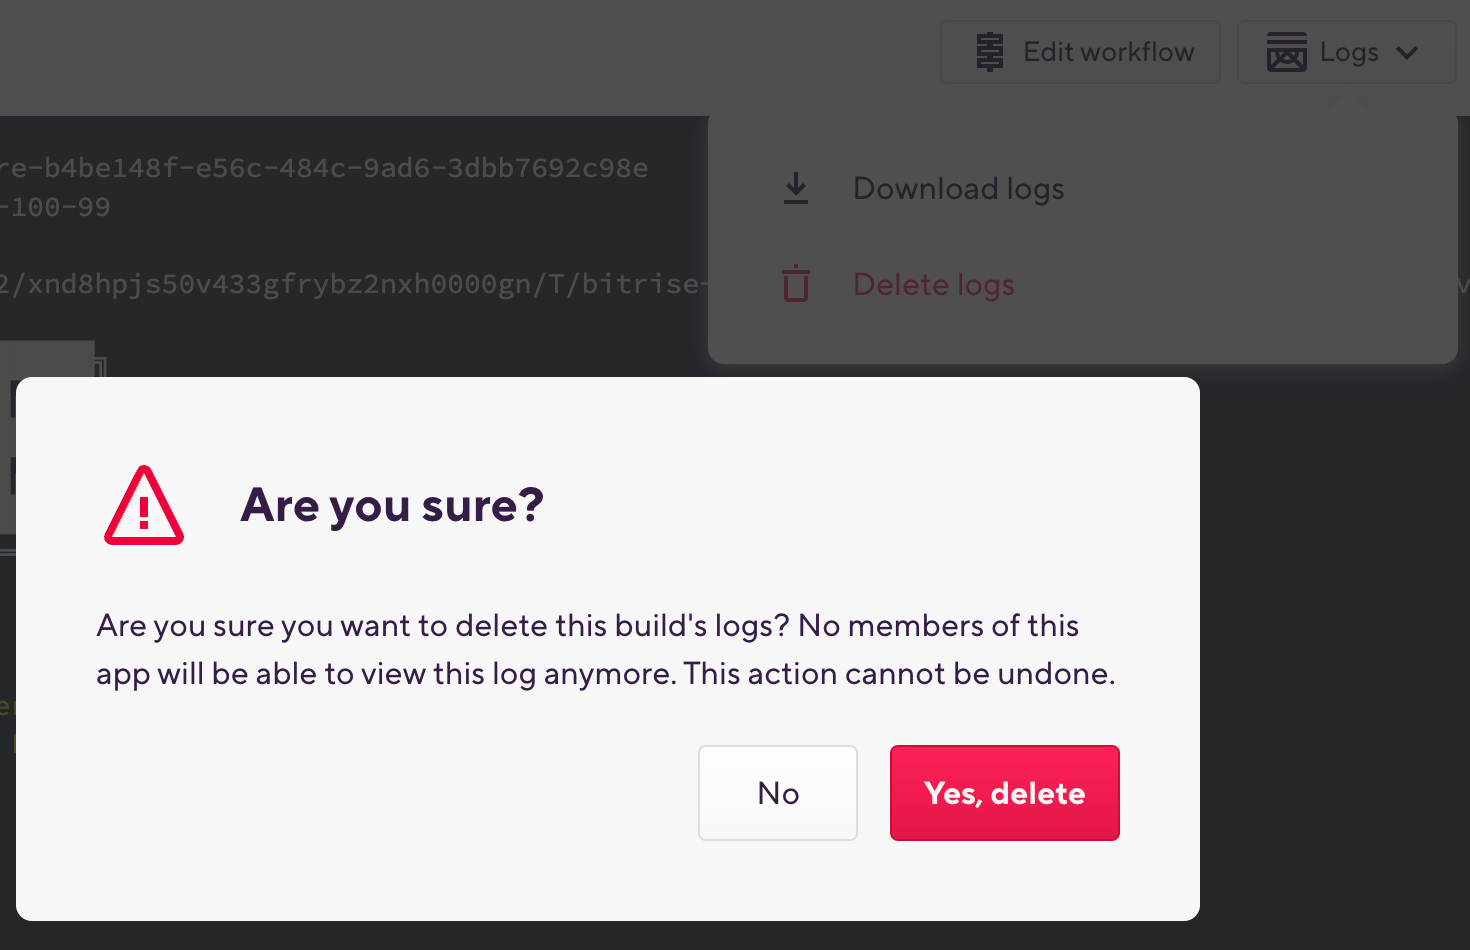 Edit workflow
Logs
re-b4be148f-e56c-484c-9ad6-3dbb7692c98e
-100-99
2/xnd8hpjs50v433gfrybz2nxh0000gn/T/bitrise-
Download logs
Delete logs
Are you sure?
Are you sure you want to delete this build's logs? No members of this
app will be able to view this log anymore. This action cannot be undone.
No
Yes, delete